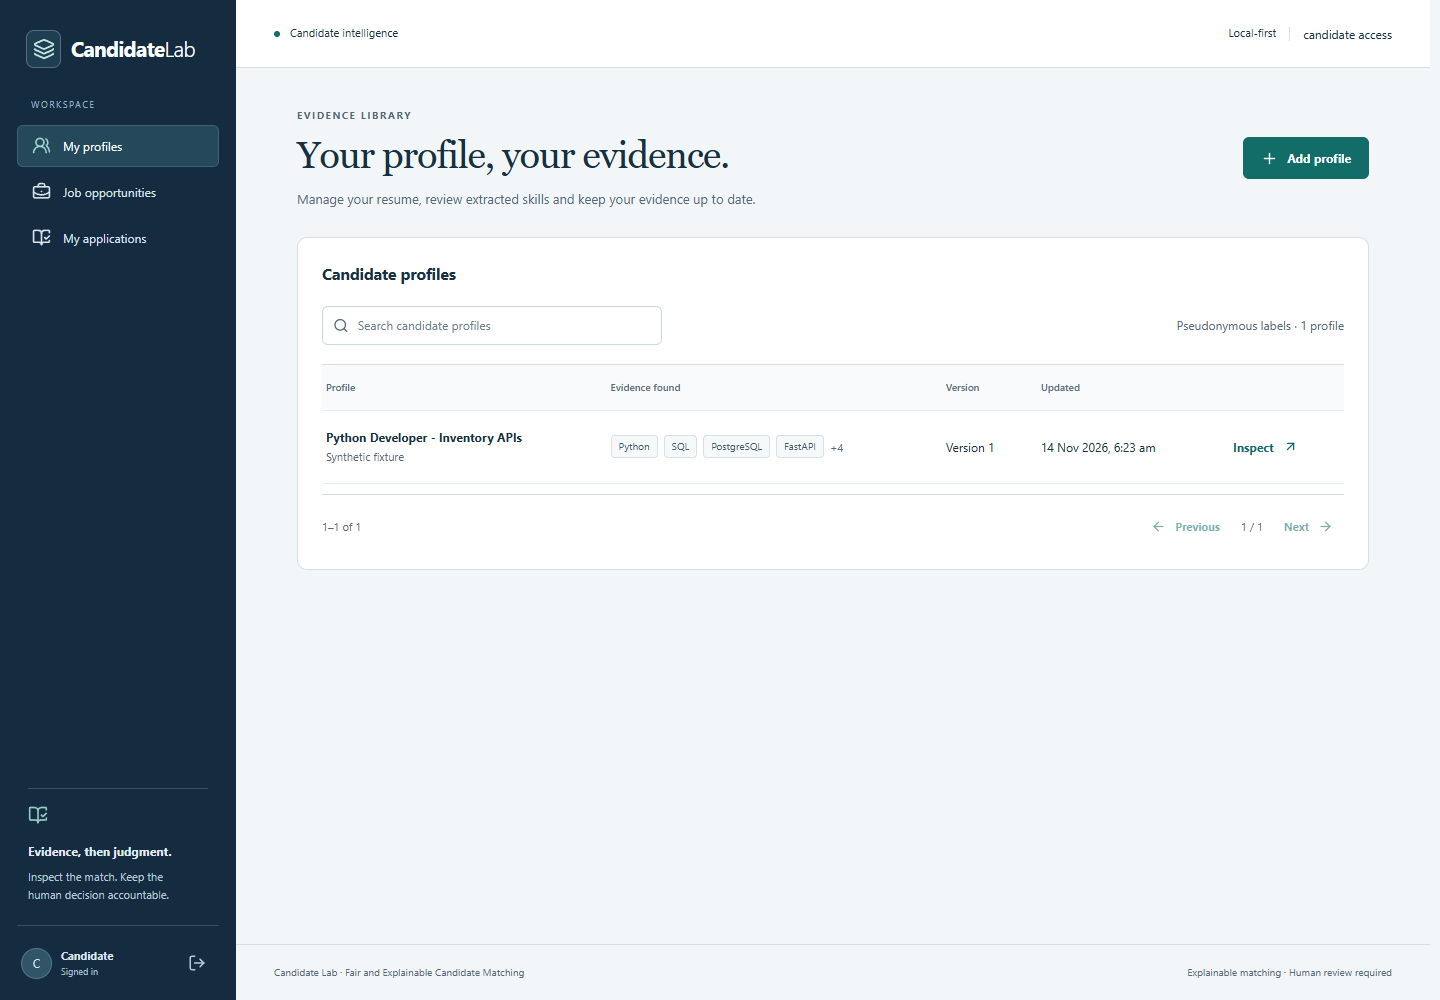 CandidateLab
WORKSPACE
My profiles
Job opportunities
My applications
Evidence, then judgment.
Inspect the match. Keep the
human decision accountable.
C
Candidate
Signed in
Candidate intelligence
Local-first
candidate access
EVIDENCE LIBRARY
Your profile, your evidence.
Manage your resume, review extracted skills and keep your evidence up to date.
Add profile
Candidate profiles
Search candidate profiles
Pseudonymous labels · 1 profile
Profile Evidence found Version Updated
Python Developer - Inventory APIs
Synthetic fixture
Python SQL PostgreSQL FastAPI +4
Version 1
14 Nov 2026, 6:23 am
Inspect
1–1 of 1
Previous 1 / 1 Next
Candidate Lab · Fair and Explainable Candidate Matching
Explainable matching · Human review required